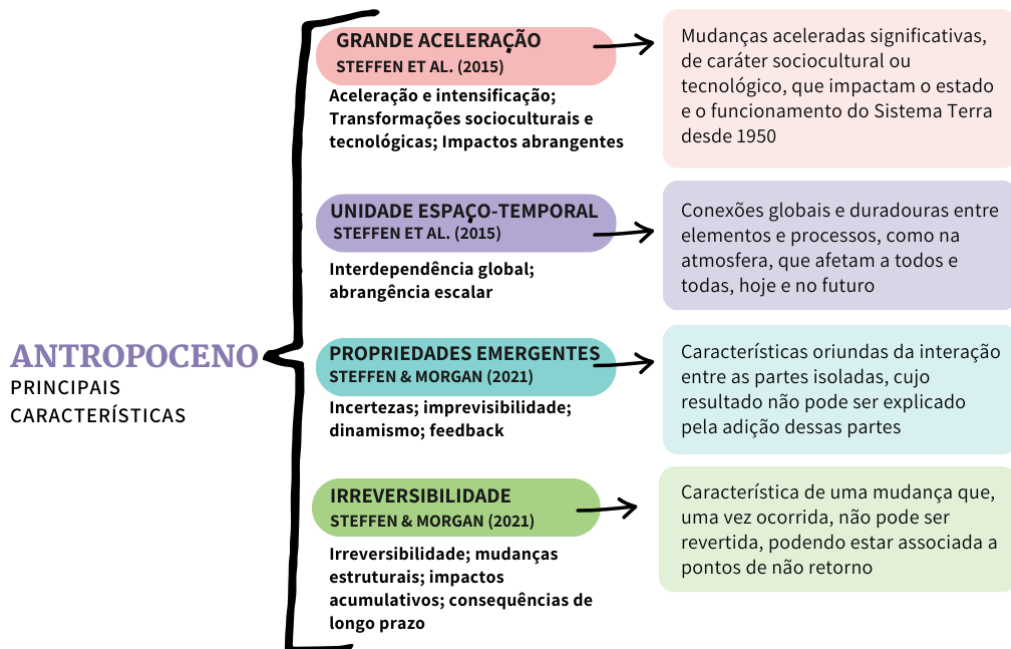 ANTROPOCENO
PRINCIPAIS
CARACTERÍSTICAS
GRANDE ACELERAÇÃO
STEFFEN ET AL. (2015)
Aceleração e intensificação;
Transformações socioculturais e
tecnológicas; Impactos abrangentes
Mudanças aceleradas significativas,
de caráter sociocultural ou
tecnológico, que impactam o estado
e o funcionamento do Sistema Terra
desde 1950
UNIDADE ESPAÇO-TEMPORAL
STEFFEN ET AL. (2015)
Interdependência global;
abrangência escalar
Conexões globais e duradouras entre
elementos e processos, como na
atmosfera, que afetam a todos e
todas, hoje e no futuro
PROPRIEDADES EMERGENTES
STEFFEN & MORGAN (2021)
Incertezas; imprevisibilidade;
dinamismo; feedback
Características oriundas da interação
entre as partes isoladas, cujo
resultado não pode ser explicado
pela adição dessas partes
IRREVERSIBILIDADE
STEFFEN & MORGAN (2021)
Irreversibilidade; mudanças
estruturais; impactos
acumulativos; consequências de
longo prazo
Característica de uma mudança que,
uma vez ocorrida, não pode ser
revertida, podendo estar associada a
pontos de não retorno